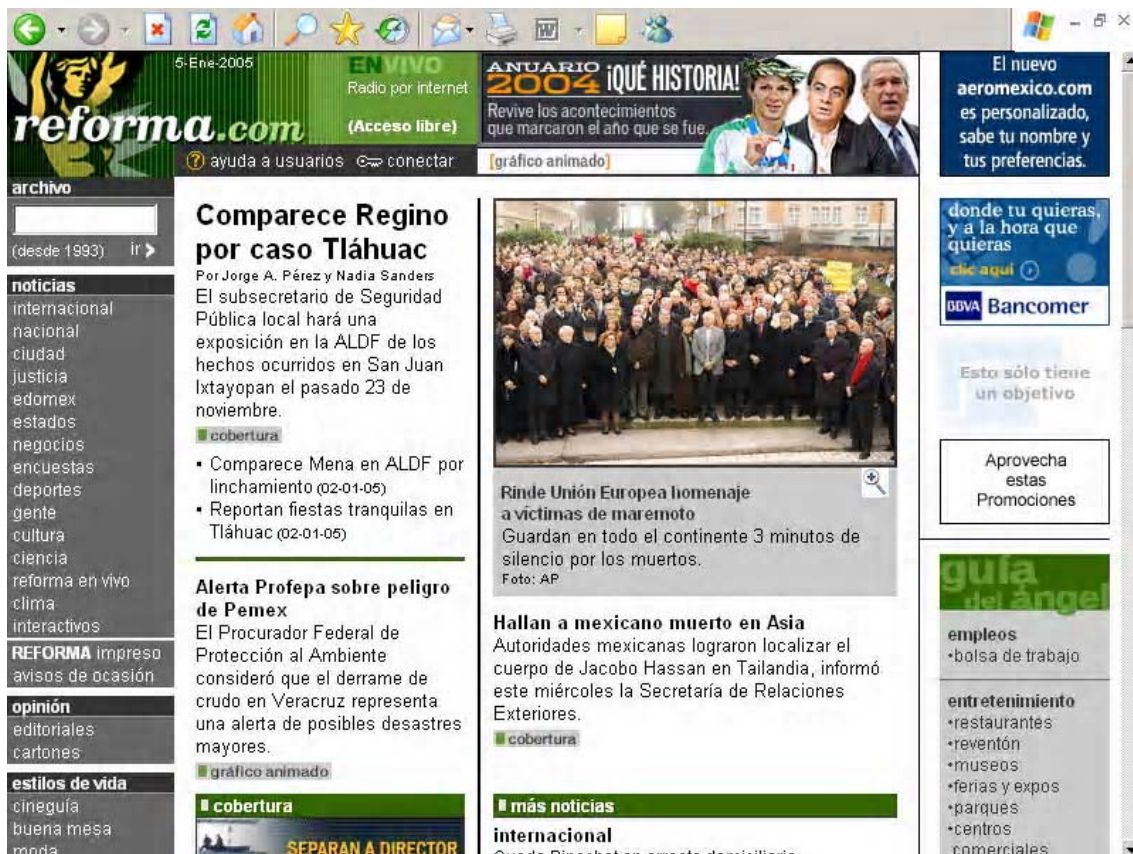 5-Ene-2005
reforma.com
EN VIVO
Radio por internet
(Acceso libre)
ayuda a usuarios conectar
ANUARIO
2004 ¡QUÉ HISTORIA!
Revive los acontecimientos
que marcaron el año que se fue.
[gráfico animado]
El nuevo
aeromexico.com
es personalizado,
sabe tu nombre y
tus preferencias.
archivo
(desde 1993) ir
noticias
internacional
nacional
ciudad
justicia
edomex
estados
negocios
encuestas
deportes
gente
cultura
ciencia
reforma en vivo
clima
interactivos
REFORMA impreso
avisos de ocasión
opinión
editoriales
cartones
estilos de vida
cineguía
buena mesa
moda
Comparece Regino
por caso Tláhuac
Por Jorge A. Pérez y Nadia Sanders
El subsecretario de Seguridad
Pública local hará una
exposición en la ALDF de los
hechos ocurridos en San Juan
Ixtayopan el pasado 23 de
noviembre.
cobertura
▪ Comparece Mena en ALDF por
linchamiento (02-01-05)
▪ Reportan fiestas tranquilas en
Tláhuac (02-01-05)
Alerta Profepa sobre peligro
de Pemex
El Procurador Federal de
Protección al Ambiente
consideró que el derrame de
crudo en Veracruz representa
una alerta de posibles desastres
mayores.
gráfico animado
cobertura
SEPARAN A DIRECTOR
Rinde Unión Europea homenaje
a víctimas de maremoto
Guardan en todo el continente 3 minutos de
silencio por los muertos.
Foto: AP
Hallan a mexicano muerto en Asia
Autoridades mexicanas lograron localizar el
cuerpo de Jacobo Hassan en Tailandia, informó
este miércoles la Secretaría de Relaciones
Exteriores.
cobertura
más noticias
internacional
Queda Pinochet en arresto domiciliario
donde tu quieras,
y a la hora que
quieras
clic aquí
BBVA Bancomer
Esto sólo tiene
un objetivo
Aprovecha
estas
Promociones
guía
del ángel
empleos
•bolsa de trabajo
entretenimiento
•restaurantes
•reventón
•museos
•ferias y expos
•parques
•centros
comerciales